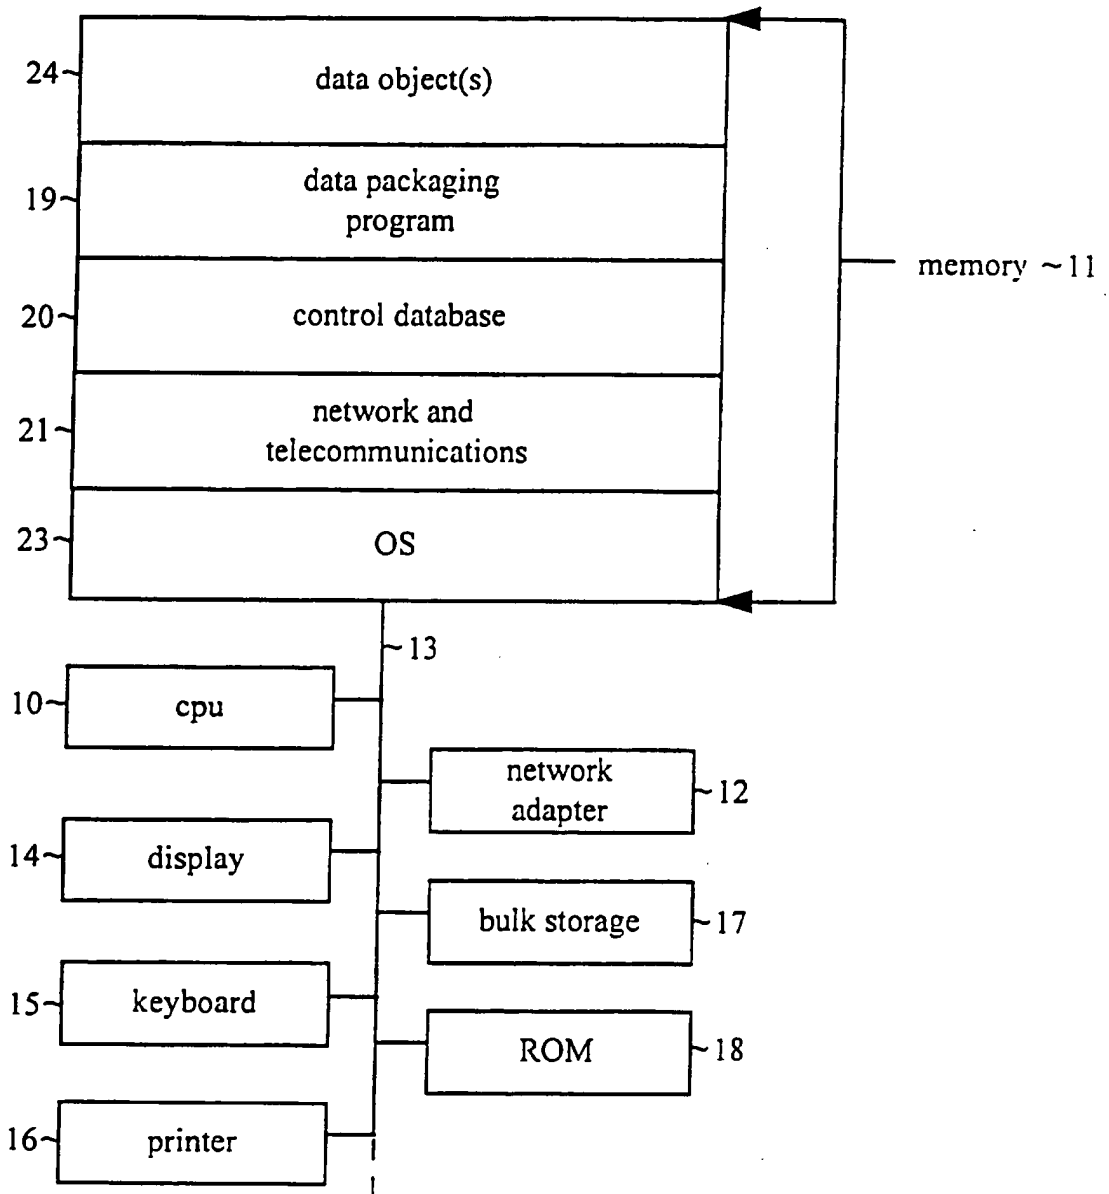 24~ data object(s)
19~ data packaging
program
memory ~11
20~ control database
21~ network and
telecommunications
23~ OS
~13
10~ cpu
network
adapter ~12
14~ display
bulk storage ~17
15~ keyboard
ROM ~18
16~ printer